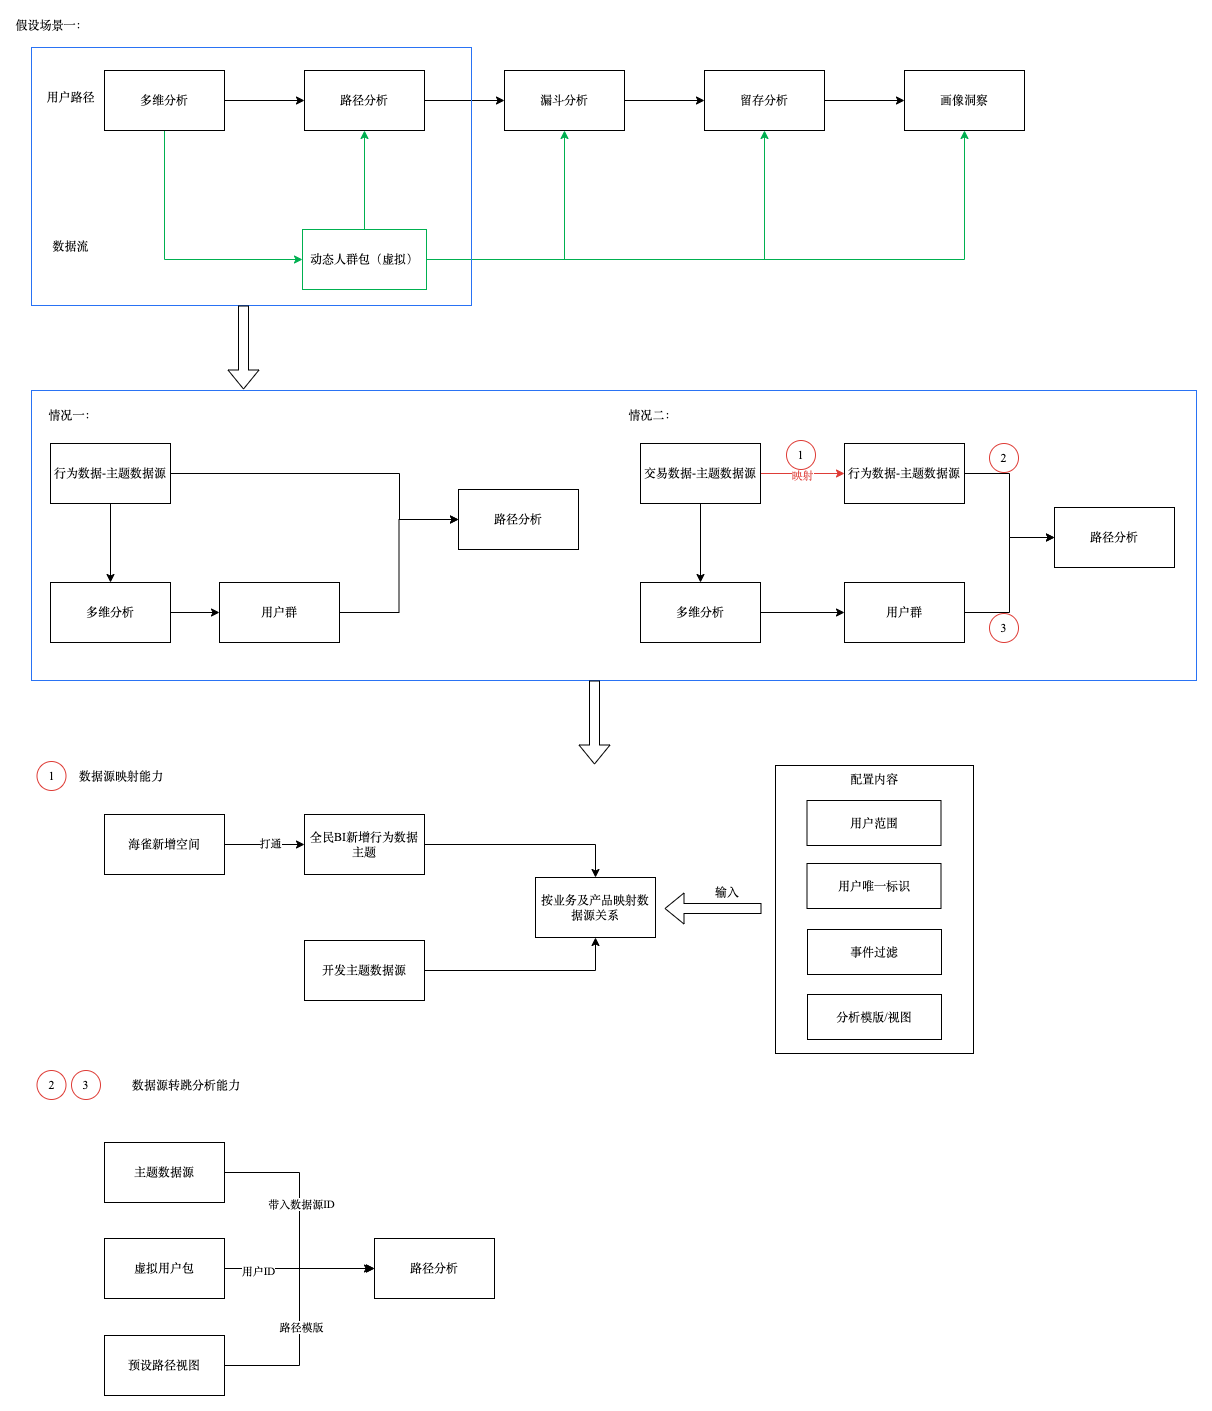 假设场景一：
用户路径
多维分析
路径分析
漏斗分析
留存分析
画像洞察
数据流
动态人群包（虚拟）
情况一：
行为数据-主题数据源
路径分析
多维分析
用户群
情况二：
交易数据-主题数据源
1
映射
行为数据-主题数据源
2
路径分析
多维分析
用户群
3
1
数据源映射能力
海雀新增空间
打通
全民BI新增行为数据
主题
按业务及产品映射数
据源关系
开发主题数据源
输入
配置内容
用户范围
用户唯一标识
事件过滤
分析模版/视图
2
3
数据源转跳分析能力
主题数据源
带入数据源ID
虚拟用户包
用户ID
路径分析
路径模版
预设路径视图